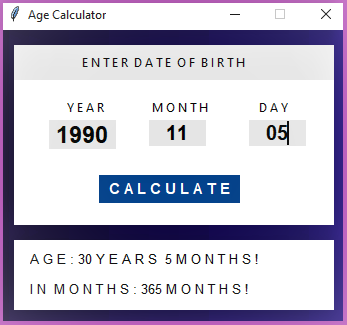 Age Calculator
ENTER DATE OF BIRTH
YEAR MONTH DAY
1990 11 05
CALCULATE
AGE : 30 YEARS 5 MONTHS !
IN MONTHS : 365 MONTHS !